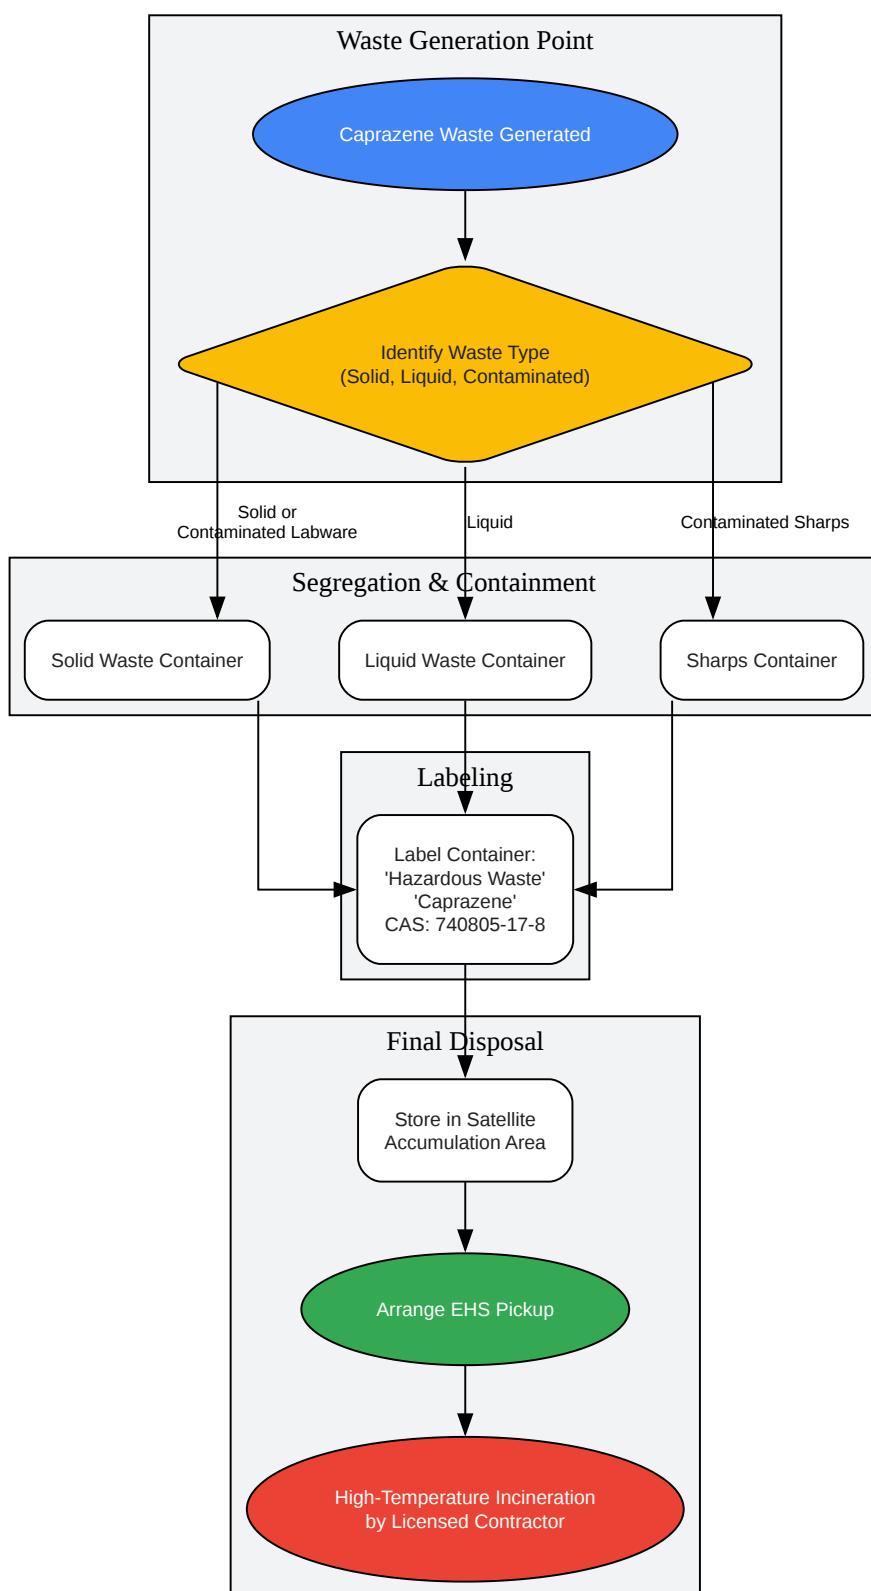 Waste Generation Point
Caprazene Waste Generated
Identify Waste Type
(Solid, Liquid, Contaminated)
Solid or
Contaminated Labware
Liquid
Contaminated Sharps
Segregation & Containment
Solid Waste Container
Liquid Waste Container
Sharps Container
Labeling
Label Container:
'Hazardous Waste'
'Caprazene'
CAS: 740805-17-8
Final Disposal
Store in Satellite
Accumulation Area
Arrange EHS Pickup
High-Temperature Incineration
by Licensed Contractor